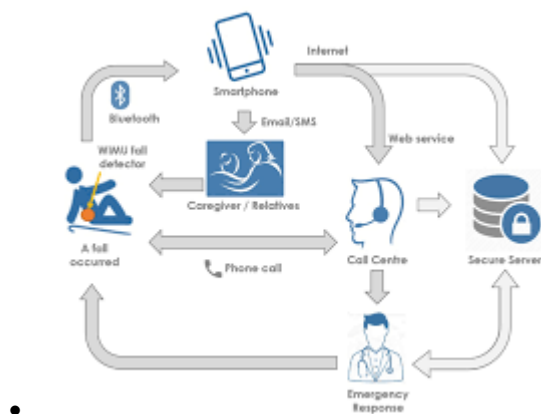 Internet
Smartphone
Bluetooth
Email/SMS
Web service
WIMU fall
detector
Caregiver / Relatives
A fall
occurred
Phone call
Call Centre
Secure Server
Emergency
Response